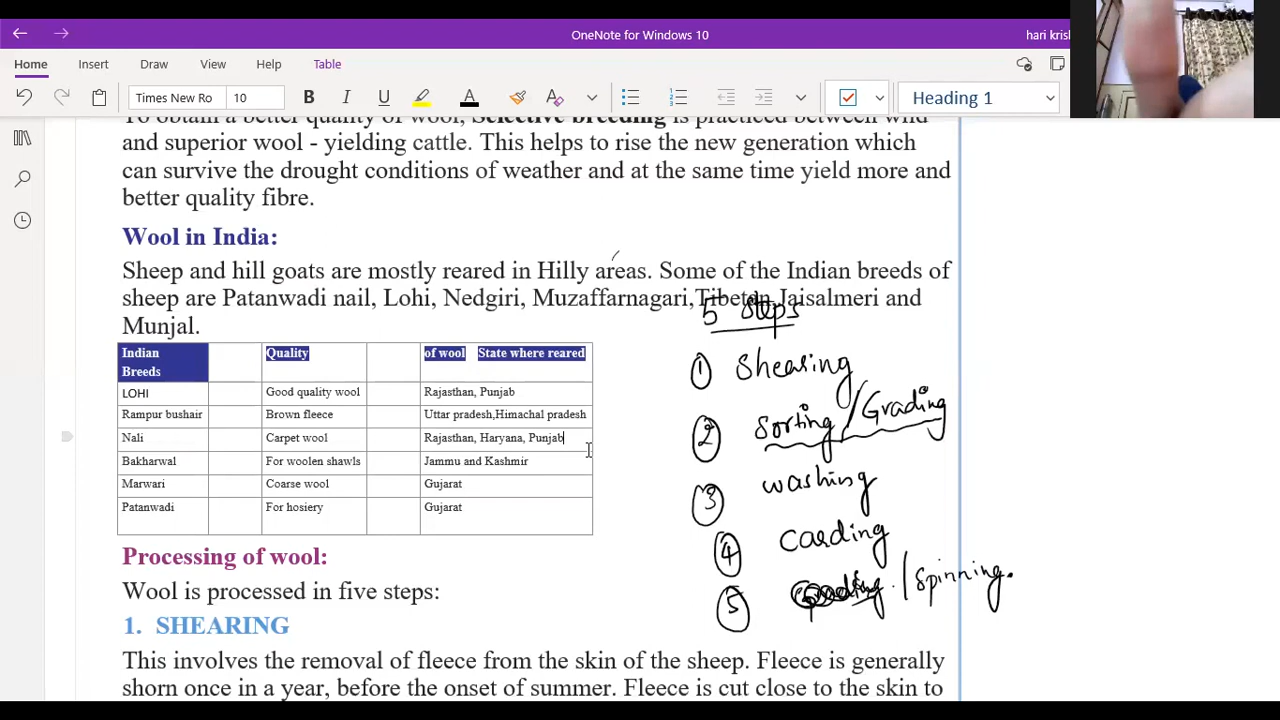 OneNote for Windows 10
hari krish
Home Insert Draw View Help Table
Times New Ro 10 B I U A Heading 1
To obtain a better quality of wool, Selective breeding is practiced between wild
and superior wool - yielding cattle. This helps to rise the new generation which
can survive the drought conditions of weather and at the same time yield more and
better quality fibre.
Wool in India:
Sheep and hill goats are mostly reared in Hilly areas. Some of the Indian breeds of
sheep are Patanwadi nail, Lohi, Nedgiri, Muzaffarnagari,Tibetan,Jaisalmeri and
Munjal.
Indian Breeds Quality of wool State where reared
LOHI Good quality wool Rajasthan, Punjab
Rampur bushair Brown fleece Uttar pradesh,Himachal pradesh
Nali Carpet wool Rajasthan, Haryana, Punjab
Bakharwal For woolen shawls Jammu and Kashmir
Marwari Coarse wool Gujarat
Patanwadi For hosiery Gujarat
5 Steps
1 Shearing
2 Sorting/Grading
3 washing
4 carding
5 / Spinning.
Processing of wool:
Wool is processed in five steps:
1. SHEARING
This involves the removal of fleece from the skin of the sheep. Fleece is generally
shorn once in a year, before the onset of summer. Fleece is cut close to the skin to